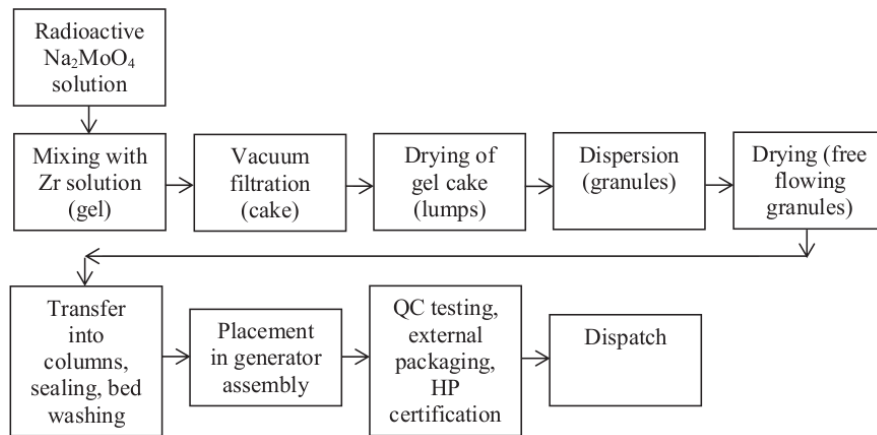 Radioactive
Na₂MoO₄
solution
Mixing with
Zr solution
(gel)
Vacuum
filtration
(cake)
Drying of
gel cake
(lumps)
Dispersion
(granules)
Drying (free
flowing
granules)
Transfer
into
columns,
sealing, bed
washing
Placement
in generator
assembly
QC testing,
external
packaging,
HP
certification
Dispatch